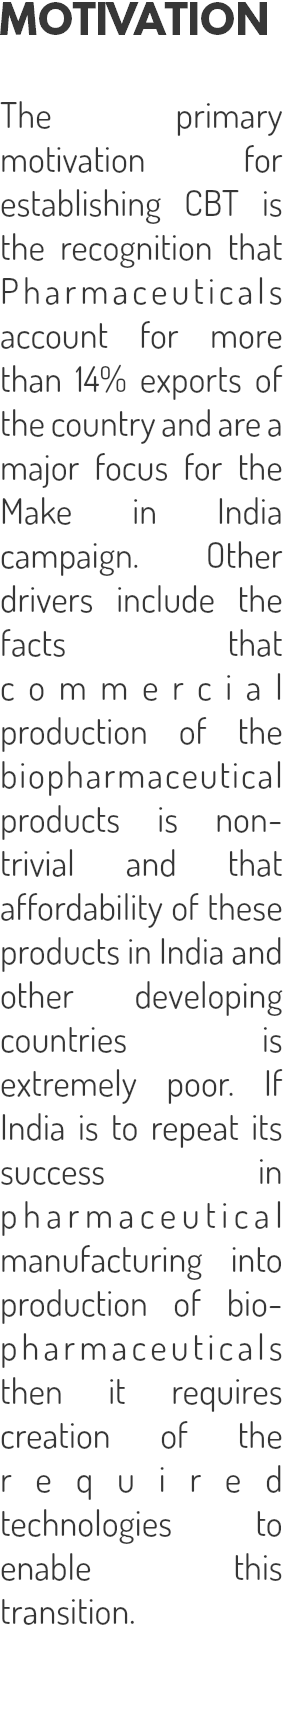 MOTIVATION
The primary
motivation for
establishing CBT is
the recognition that
Pharmaceuticals
account for more
than 14% exports of
the country and are a
major focus for the
Make in India
campaign. Other
drivers include the
facts that
commercial
production of the
biopharmaceutical
products is non-
trivial and that
affordability of these
products in India and
other developing
countries is
extremely poor. If
India is to repeat its
success in
pharmaceutical
manufacturing into
production of bio-
pharmaceuticals
then it requires
creation of the
required
technologies to
enable this
transition.